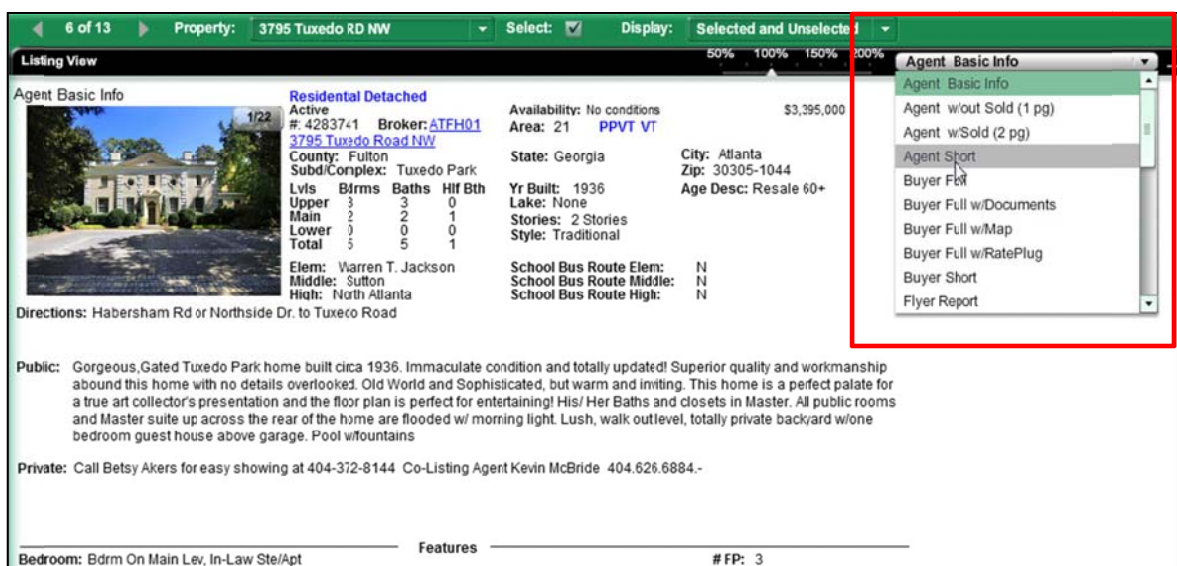 6 of 13 Property: 3795 Tuxedo RD NW Select: Display: Selected and Unselected
Listing View 50% 100% 150% 200% Agent Basic Info
Agent Basic Info
1/22
Residential Detached
Active Availability: No conditions $3,395,000
#: 4283741 Broker: ATFH01 Area: 21 PPVT VT
3795 Tuxedo Road NW
County: Fulton State: Georgia City: Atlanta
Subd/Complex: Tuxedo Park Zip: 30305-1044
Lvls Bdrms Baths Hlf Bth Yr Built: 1936 Age Desc: Resale 60+
Upper 3 3 0 Lake: None
Main 2 2 1 Stories: 2 Stories
Lower 0 0 0 Style: Traditional
Total 5 5 1
Elem: Warren T. Jackson School Bus Route Elem: N
Middle: Sutton School Bus Route Middle: N
High: North Atlanta School Bus Route High: N
Directions: Habersham Rd or Northside Dr. to Tuxedo Road
Agent Basic Info
Agent w/out Sold (1 pg)
Agent w/Sold (2 pg)
Agent Short
Buyer Full
Buyer Full w/Documents
Buyer Full w/Map
Buyer Full w/RatePlug
Buyer Short
Flyer Report
Public: Gorgeous,Gated Tuxedo Park home built circa 1936. Immaculate condition and totally updated! Superior quality and workmanship
abound this home with no details overlooked. Old World and Sophisticated, but warm and inviting. This home is a perfect palate for
a true art collector's presentation and the floor plan is perfect for entertaining! His/ Her Baths and closets in Master. All public rooms
and Master suite up across the rear of the home are flooded w/ morning light. Lush, walk outlevel, totally private backyard w/one
bedroom guest house above garage. Pool w/fountains
Private: Call Betsy Akers for easy showing at 404-372-8144 Co-Listing Agent Kevin McBride 404.626.6884.-
Features
Bedroom: Bdrm On Main Lev, In-Law Ste/Apt # FP: 3